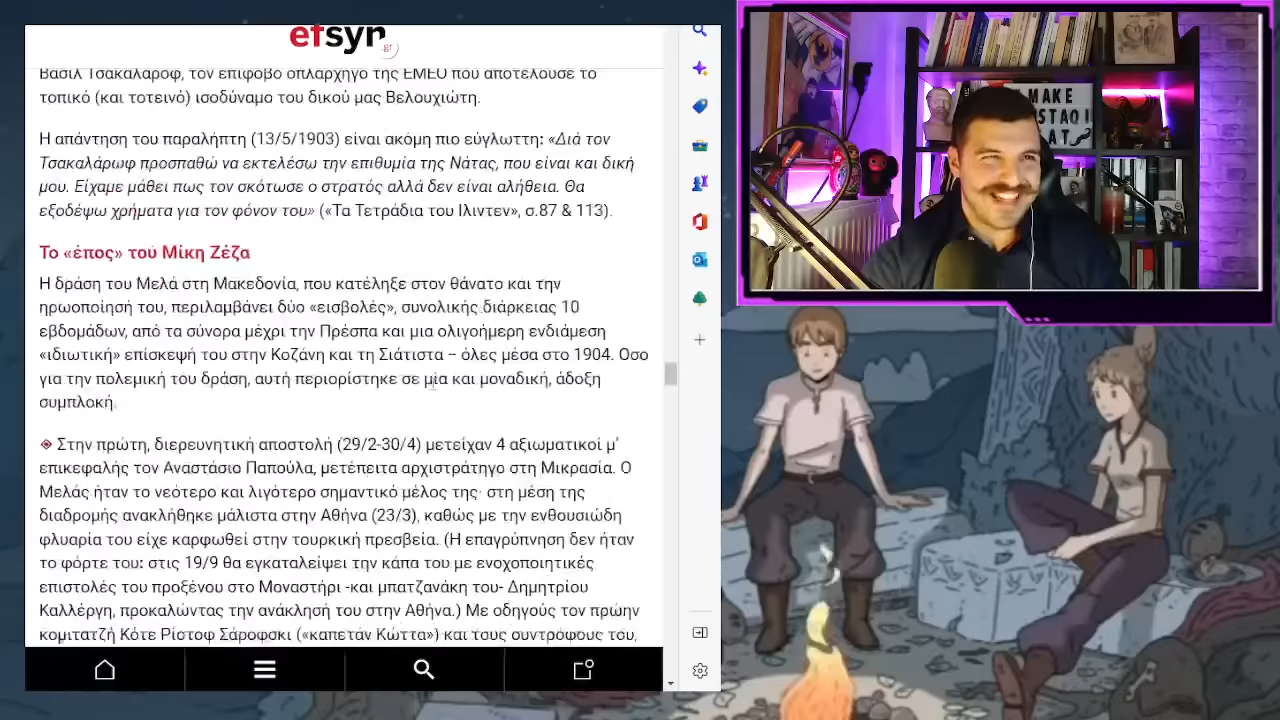 efsyn
.gr
Βασίλ Τσακαλάροφ, τον επίφοβο οπλαρχηγό της ΕΜΕΟ που αποτελούσε το
τοπικό (και τοτεινό) ισοδύναμο του δικού μας Βελουχιώτη.
Η απάντηση του παραλήπτη (13/5/1903) είναι ακόμη πιο εύγλωττη: «Διά τον
Τσακαλάρωφ προσπαθώ να εκτελέσω την επιθυμία της Νάτας, που είναι και δική
μου. Είχαμε μάθει πως τον σκότωσε ο στρατός αλλά δεν είναι αλήθεια. Θα
εξοδέψω χρήματα για τον φόνον του» («Τα Τετράδια του Ιλιντεν», σ.87 & 113).
Το «έπος» του Μίκη Ζέζα
Η δράση του Μελά στη Μακεδονία, που κατέληξε στον θάνατο και την
ηρωοποίησή του, περιλαμβάνει δύο «εισβολές», συνολικής διάρκειας 10
εβδομάδων, από τα σύνορα μέχρι την Πρέσπα και μια ολιγοήμερη ενδιάμεση
«ιδιωτική» επίσκεψή του στην Κοζάνη και τη Σιάτιστα – όλες μέσα στο 1904. Οσο
για την πολεμική του δράση, αυτή περιορίστηκε σε μία και μοναδική, άδοξη
συμπλοκή.
Στην πρώτη, διερευνητική αποστολή (29/2-30/4) μετείχαν 4 αξιωματικοί μ'
επικεφαλής τον Αναστάσιο Παπούλα, μετέπειτα αρχιστράτηγο στη Μικρασία. Ο
Μελάς ήταν το νεότερο και λιγότερο σημαντικό μέλος της· στη μέση της
διαδρομής ανακλήθηκε μάλιστα στην Αθήνα (23/3), καθώς με την ενθουσιώδη
φλυαρία του είχε καρφωθεί στην τουρκική πρεσβεία. (Η επαγρύπνηση δεν ήταν
το φόρτε του: στις 19/9 θα εγκαταλείψει την κάπα του με ενοχοποιητικές
επιστολές του προξένου στο Μοναστήρι -και μπατζανάκη του- Δημητρίου
Καλλέργη, προκαλώντας την ανάκλησή του στην Αθήνα.) Με οδηγούς τον πρώην
κομιτατζή Κότε Ρίστοφ Σάροφσκι («καπετάν Κώττα») και τους συντρόφους του,
MAKE